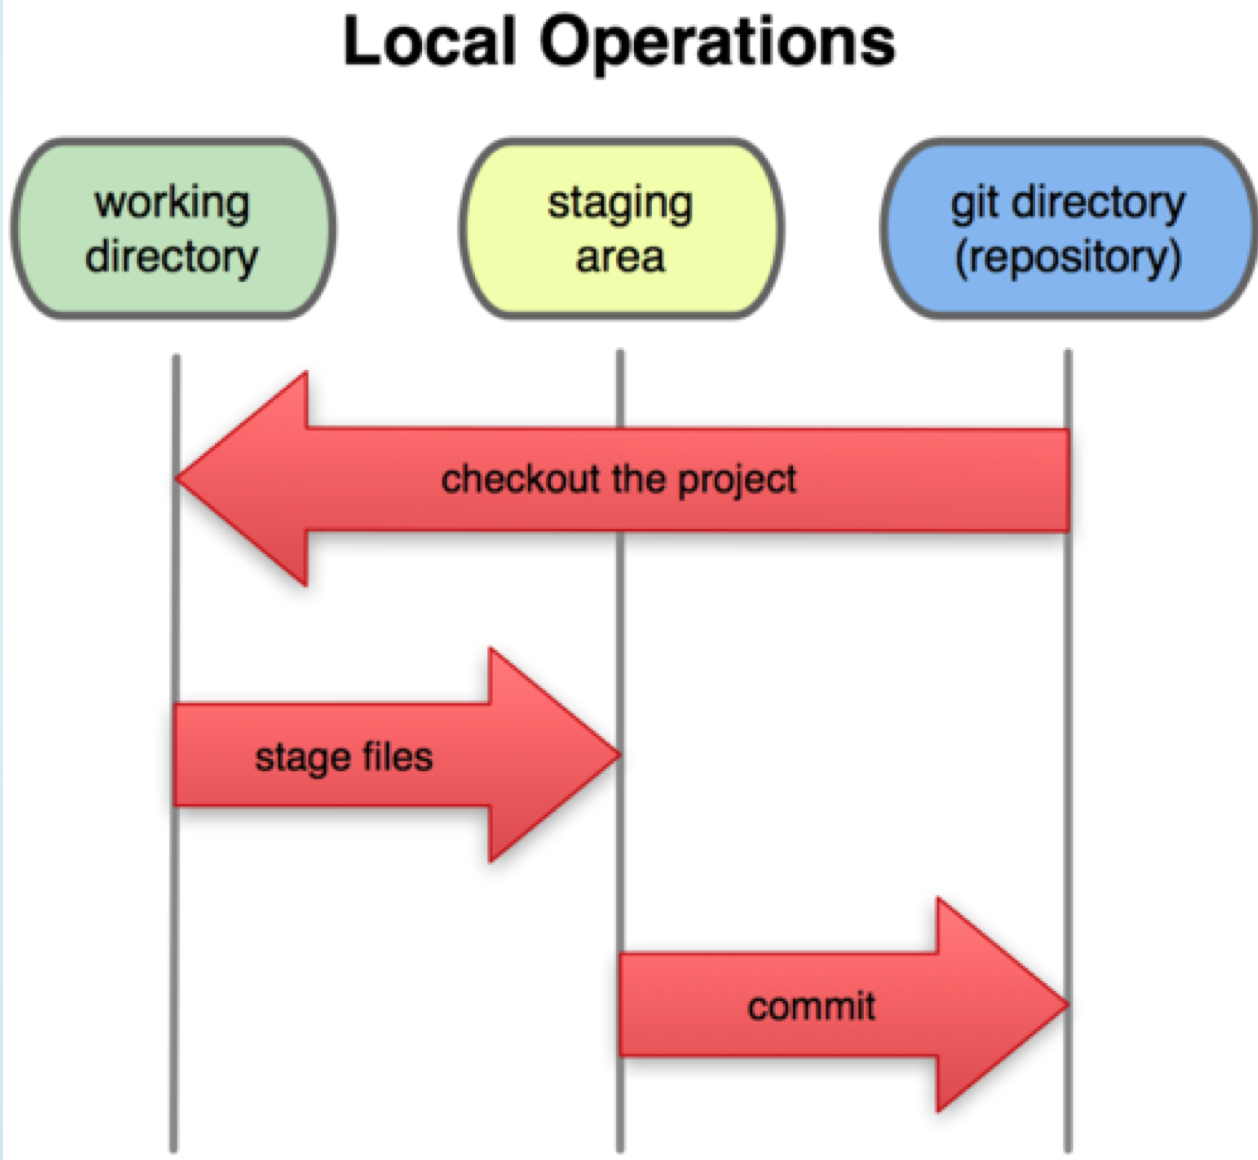 Local Operations
working
directory
staging
area
git directory
(repository)
checkout the project
stage files
commit